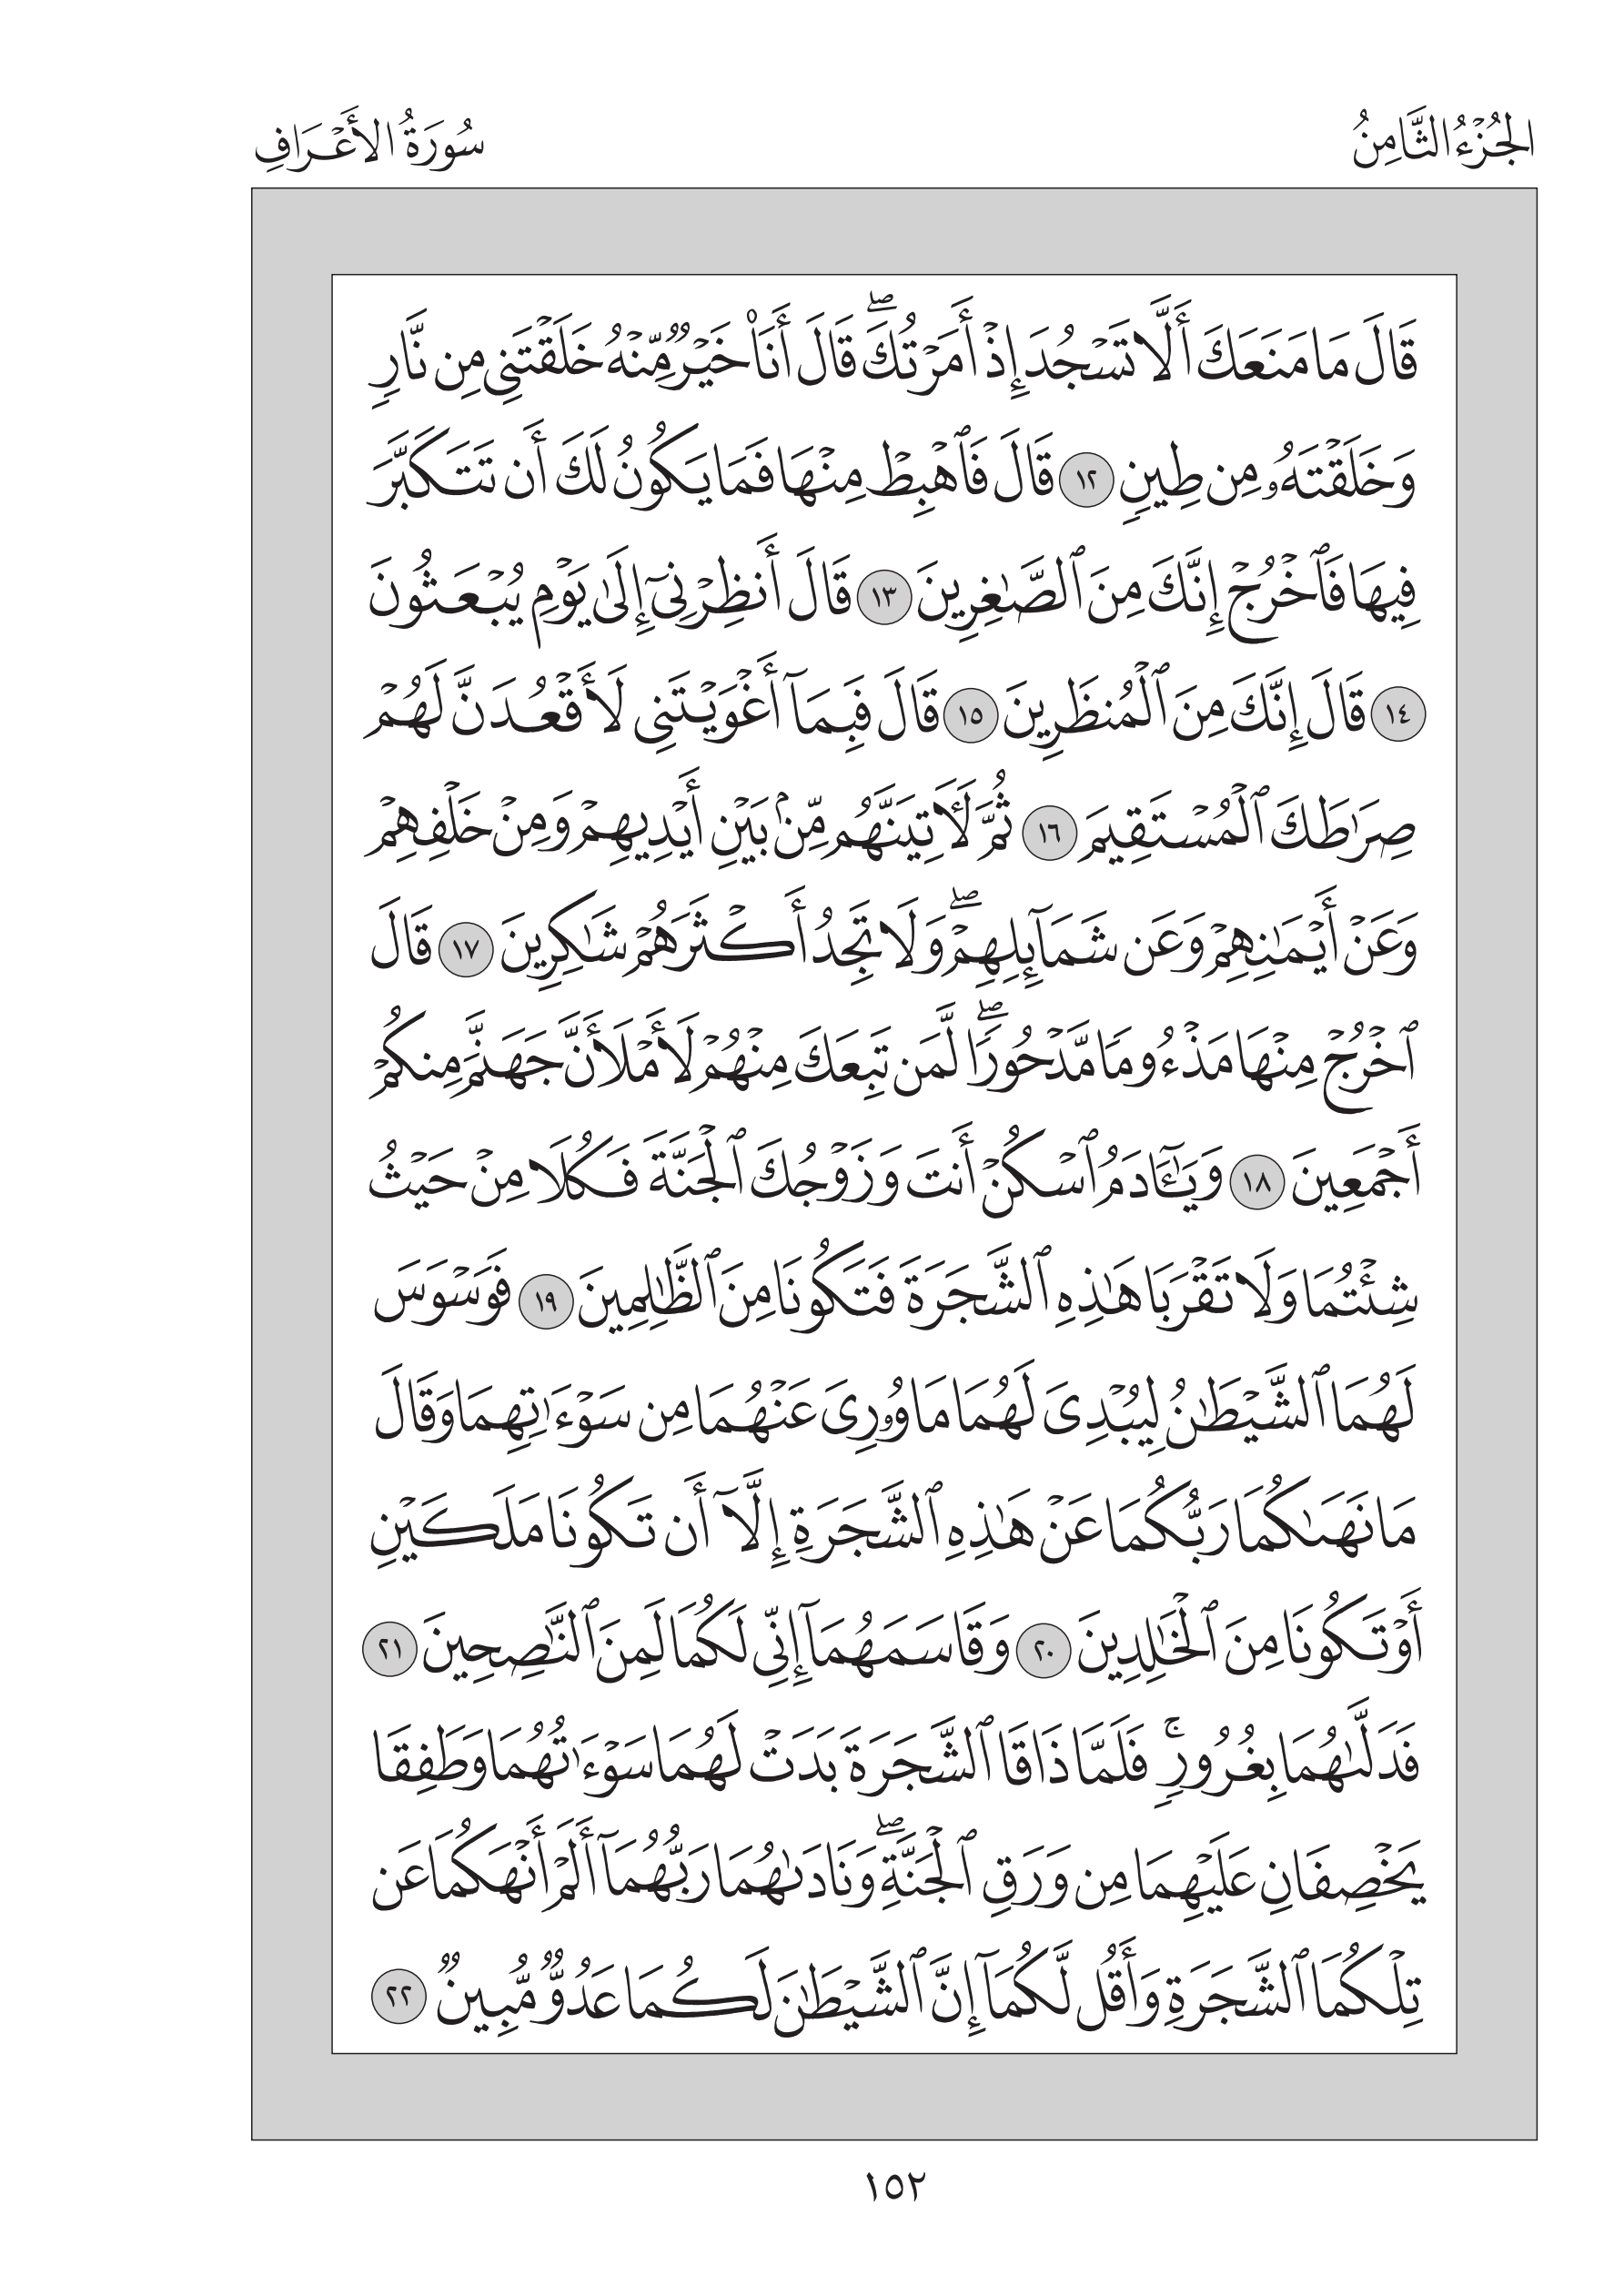 الجُزْءُ الثَّامِنُ
سُورَةُ الأَعْرَافِ
قَالَ مَا مَنَعَكَ أَلَّا تَسْجُدَ إِذْ أَمَرْتُكَۖ قَالَ أَنَا۠ خَيْرٌ مِّنْهُ خَلَقْتَنِى مِن نَّارٍ
وَخَلَقْتَهُۥ مِن طِينٍ ١٢ قَالَ فَٱهْبِطْ مِنْهَا فَمَا يَكُونُ لَكَ أَن تَتَكَبَّرَ
فِيهَا فَٱخْرُجْ إِنَّكَ مِنَ ٱلصَّٰغِرِينَ ١٣ قَالَ أَنظِرْنِىٓ إِلَىٰ يَوْمِ يُبْعَثُونَ
١٤ قَالَ إِنَّكَ مِنَ ٱلْمُنظَرِينَ ١٥ قَالَ فَبِمَآ أَغْوَيْتَنِى لَأَقْعُدَنَّ لَهُمْ
صِرَٰطَكَ ٱلْمُسْتَقِيمَ ١٦ ثُمَّ لَءَاتِيَنَّهُم مِّنۢ بَيْنِ أَيْدِيهِمْ وَمِنْ خَلْفِهِمْ
وَعَنْ أَيْمَٰنِهِمْ وَعَن شَمَآئِلِهِمْۖ وَلَا تَجِدُ أَكْثَرَهُمْ شَٰكِرِينَ ١٧ قَالَ
ٱخْرُجْ مِنْهَا مَذْءُومًا مَّدْحُورًاۖ لَّمَن تَبِعَكَ مِنْهُمْ لَأَمْلَأَنَّ جَهَنَّمَ مِنكُمْ
أَجْمَعِينَ ١٨ وَيَٰٓـَٔادَمُ ٱسْكُنْ أَنتَ وَزَوْجُكَ ٱلْجَنَّةَ فَكُلَا مِنْ حَيْثُ
شِئْتُمَا وَلَا تَقْرَبَا هَٰذِهِ ٱلشَّجَرَةَ فَتَكُونَا مِنَ ٱلظَّٰلِمِينَ ١٩ فَوَسْوَسَ
لَهُمَا ٱلشَّيْطَٰنُ لِيُبْدِىَ لَهُمَا مَا وُۥرِىَ عَنْهُمَا مِن سَوْءَٰتِهِمَا وَقَالَ
مَا نَهَىٰكُمَا رَبُّكُمَا عَنْ هَٰذِهِ ٱلشَّجَرَةِ إِلَّآ أَن تَكُونَا مَلَكَيْنِ
أَوْ تَكُونَا مِنَ ٱلْخَٰلِدِينَ ٢٠ وَقَاسَمَهُمَآ إِنِّى لَكُمَا لَمِنَ ٱلنَّٰصِحِينَ ٢١
فَدَلَّىٰهُمَا بِغُرُورٍۚ فَلَمَّا ذَاقَا ٱلشَّجَرَةَ بَدَتْ لَهُمَا سَوْءَٰتُهُمَا وَطَفِقَا
يَخْصِفَانِ عَلَيْهِمَا مِن وَرَقِ ٱلْجَنَّةِۖ وَنَادَىٰهُمَا رَبُّهُمَآ أَلَمْ أَنْهَكُمَا عَن
تِلْكُمَا ٱلشَّجَرَةِ وَأَقُل لَّكُمَآ إِنَّ ٱلشَّيْطَٰنَ لَكُمَا عَدُوٌّ مُّبِينٌ ٢٢
١٥٢